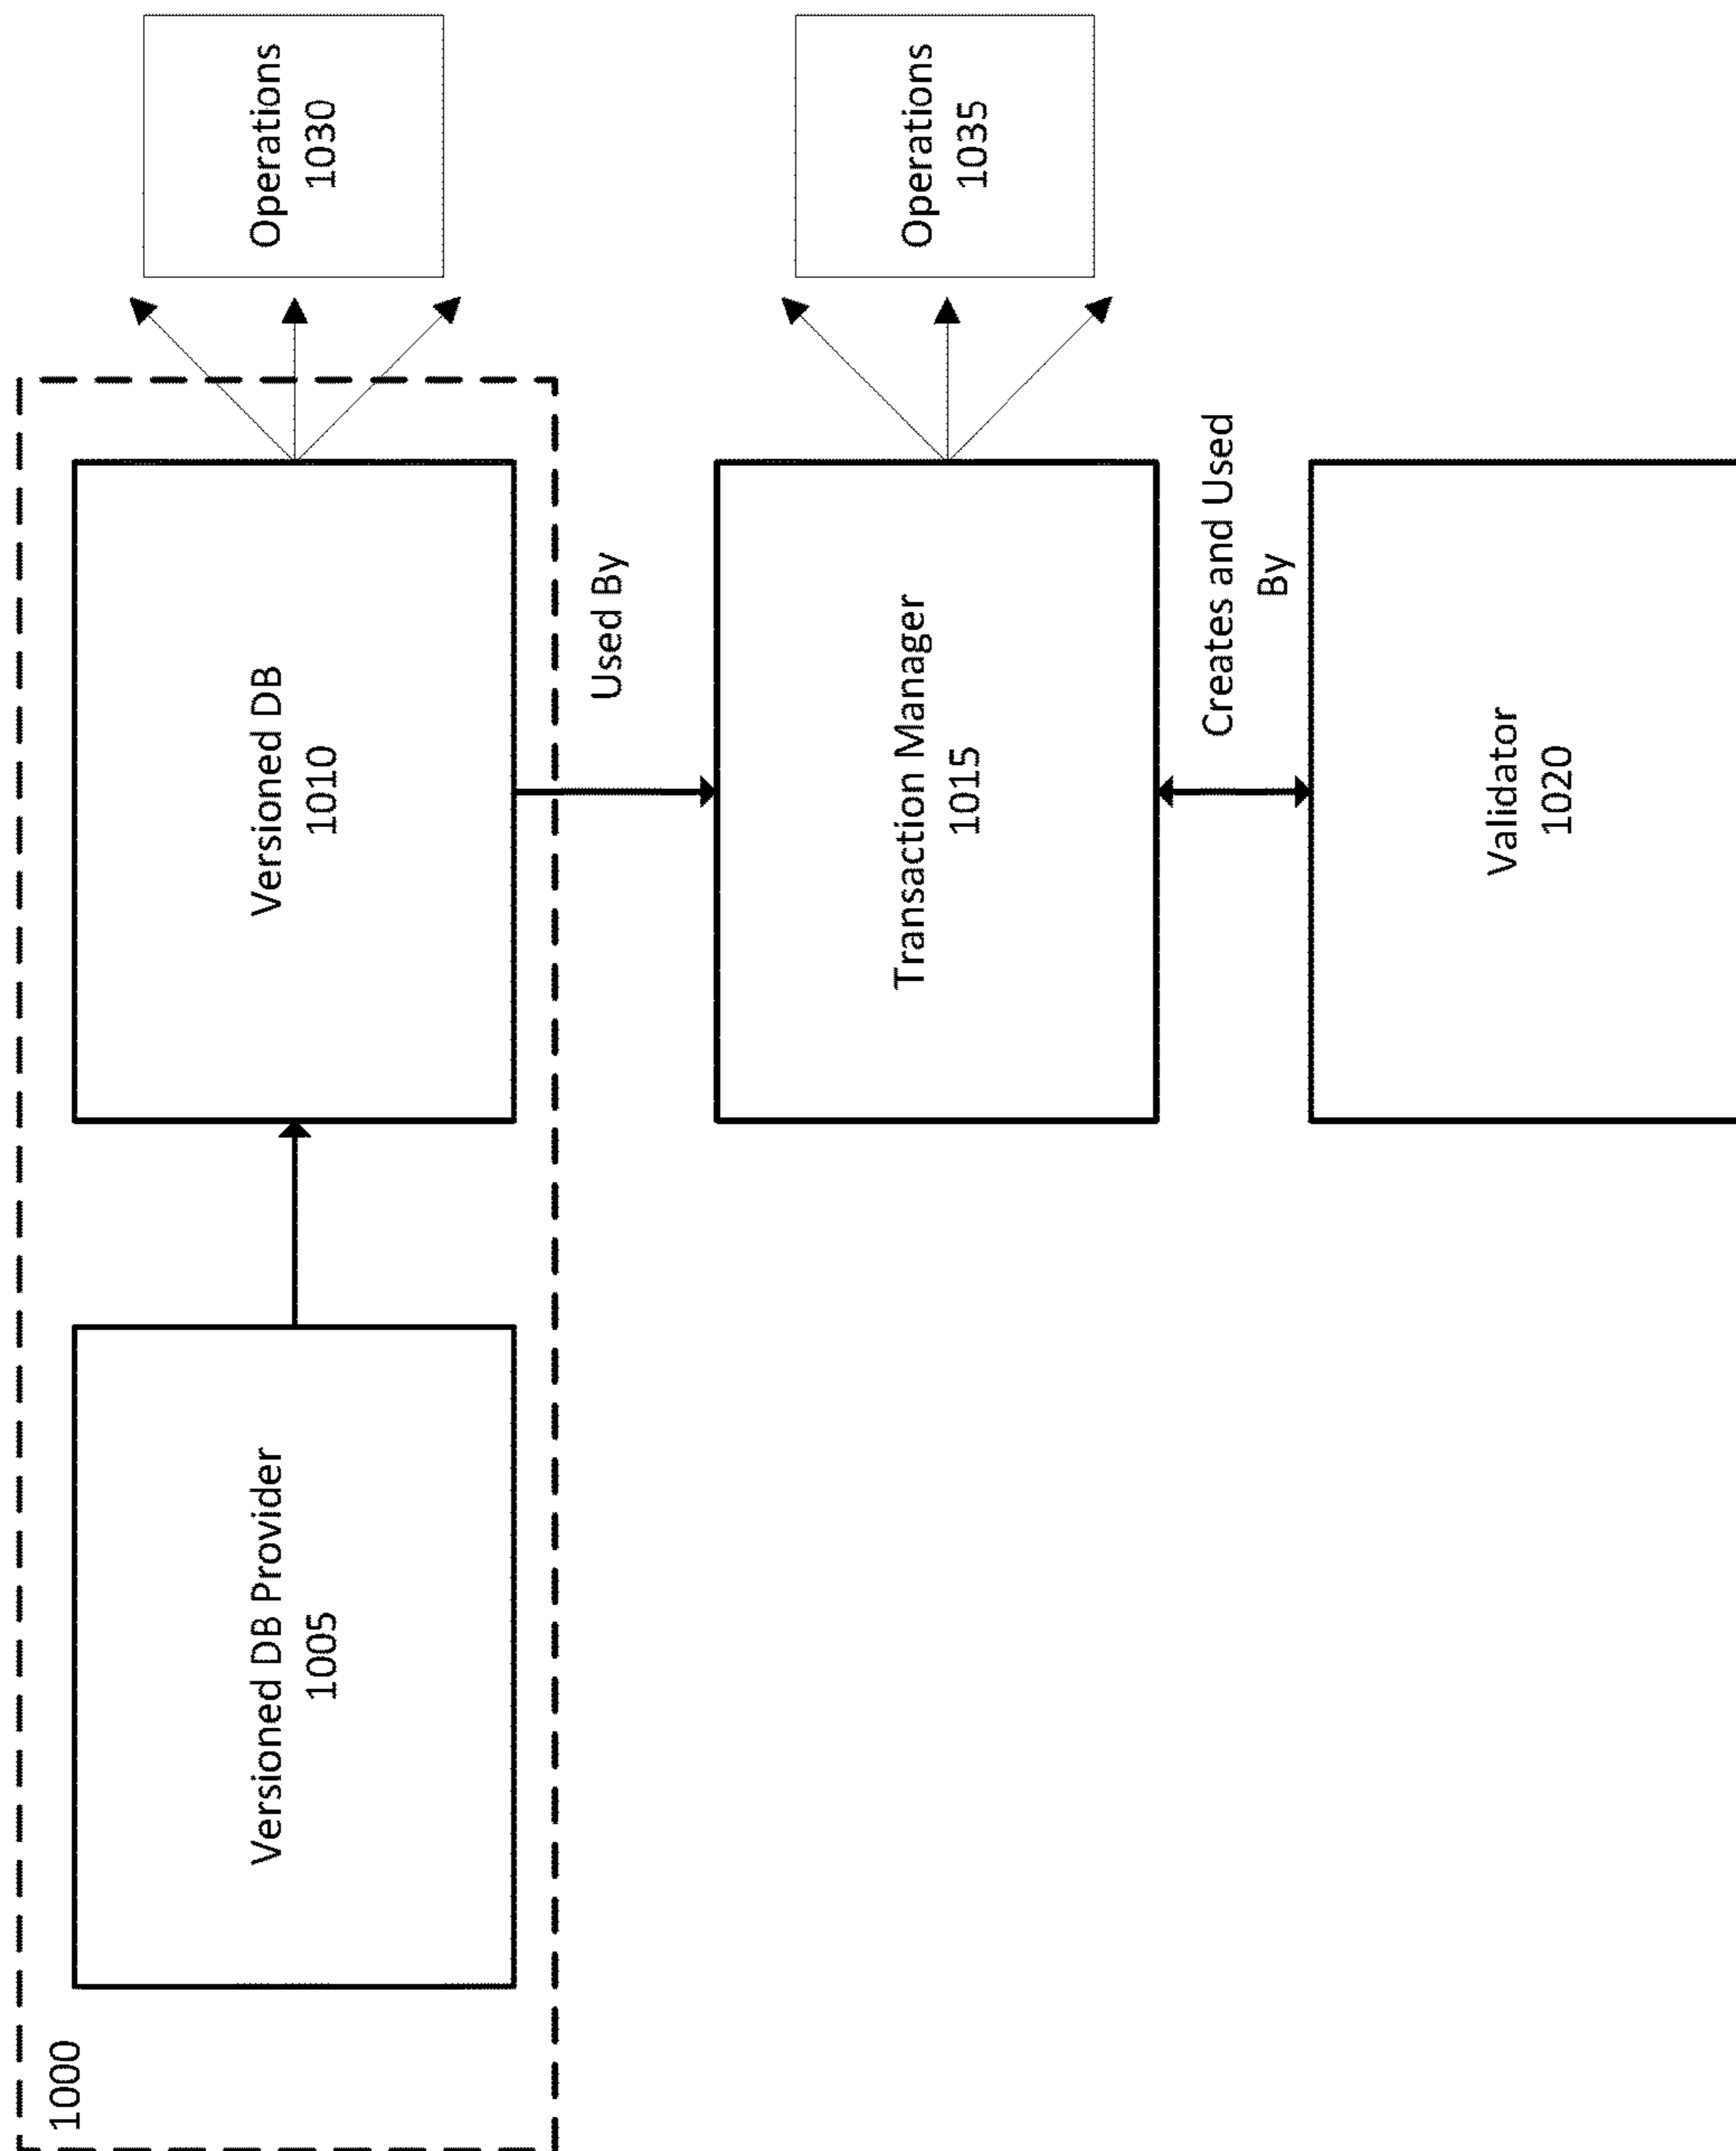 1000
Versioned DB Provider
1005
Versioned DB
1010
Operations
1030
Used By
Transaction Manager
1015
Operations
1035
Creates and Used
By
Validator
1020